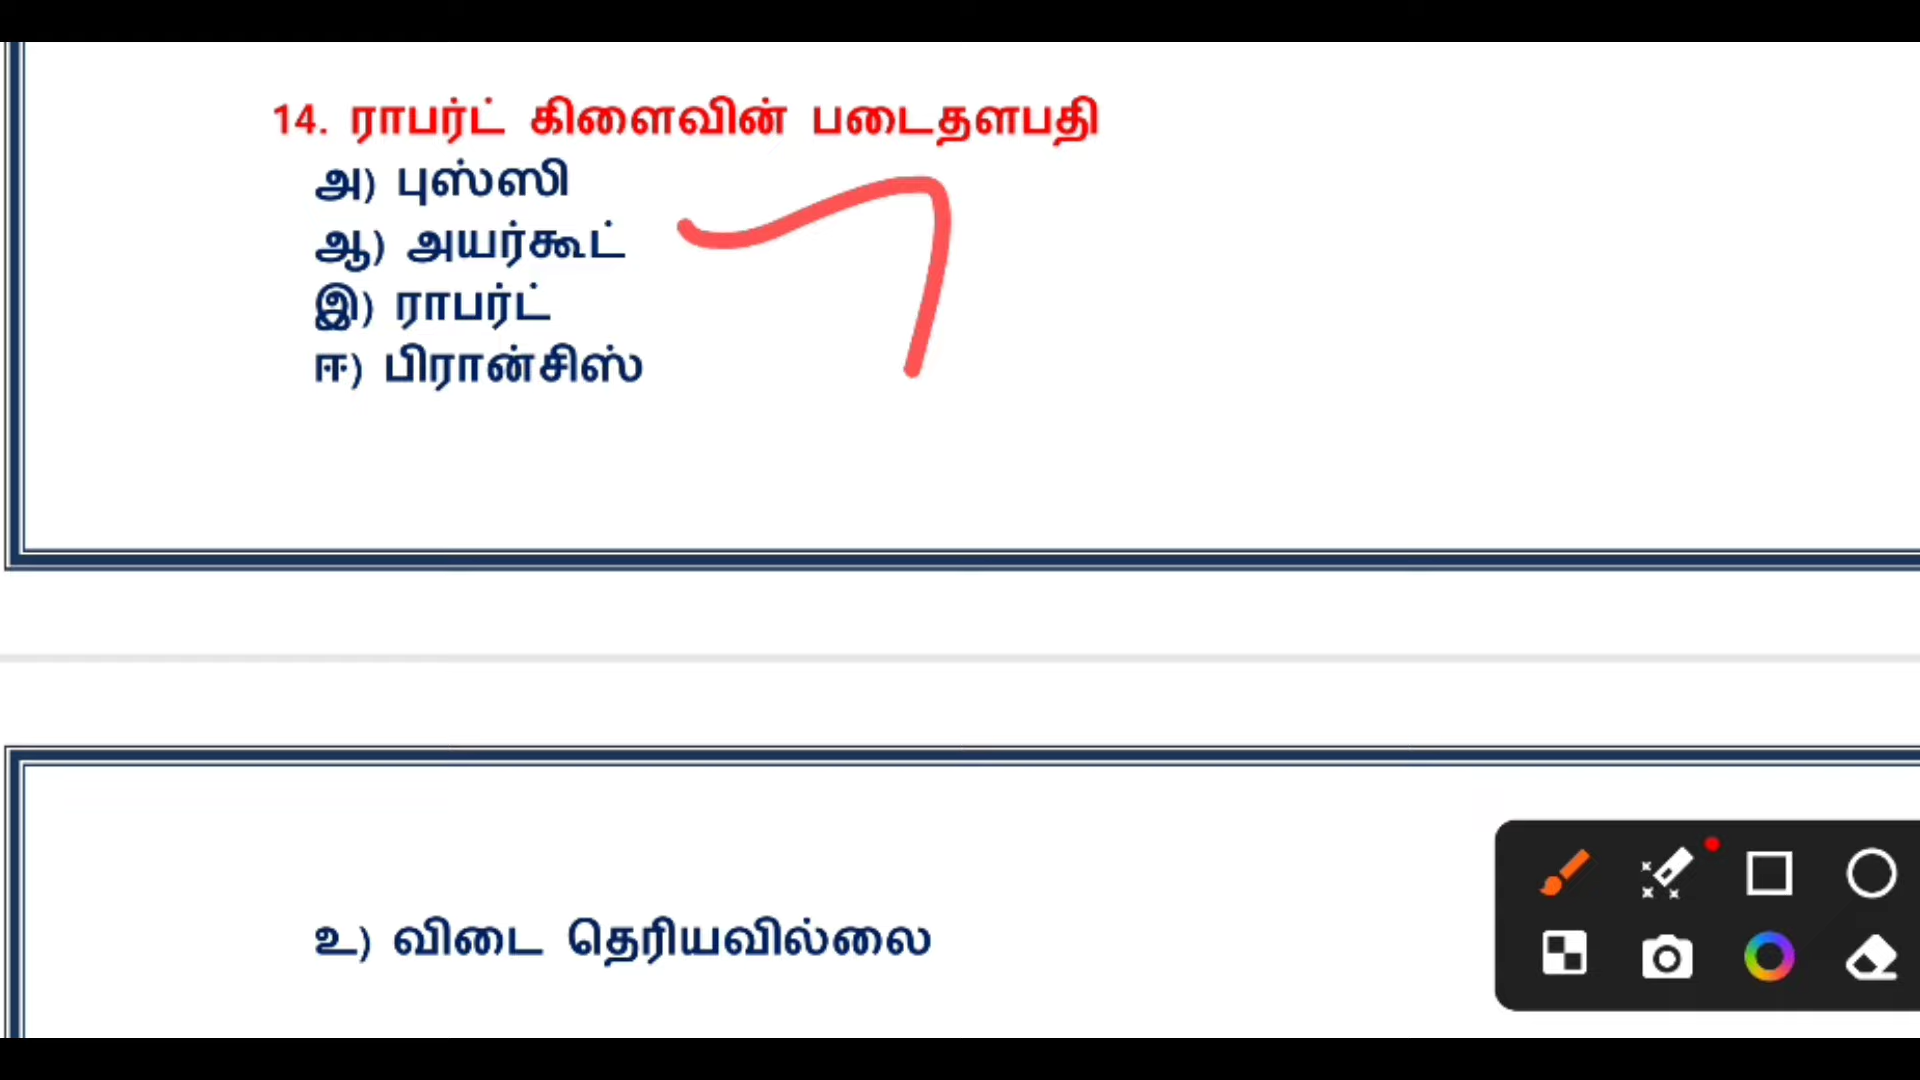 14. ராபர்ட் கிளைவின் படைதளபதி
அ) புஸ்ஸி
ஆ) அயர்கூட்
இ) ராபர்ட்
ஈ) பிரான்சிஸ்
உ) விடை தெரியவில்லை